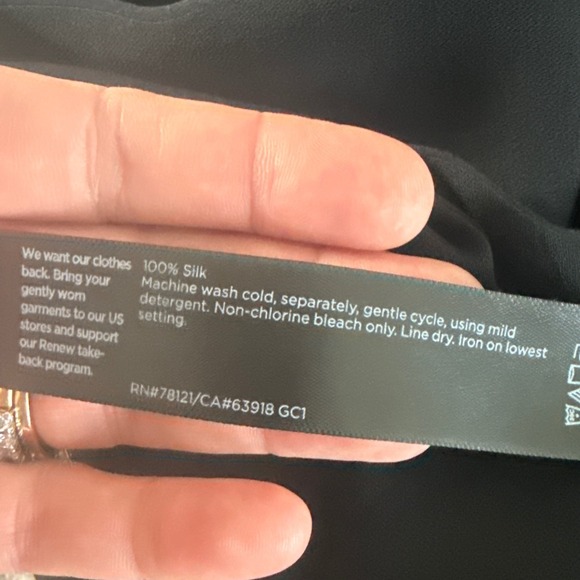 We want our clothes
back. Bring your
gently worn
garments to our US
stores and support
our Renew take-
back program.
100% Silk
Machine wash cold, separately, gentle cycle, using mild
detergent. Non-chlorine bleach only. Line dry. Iron on lowest
setting.
RN#78121/CA#63918 GC1